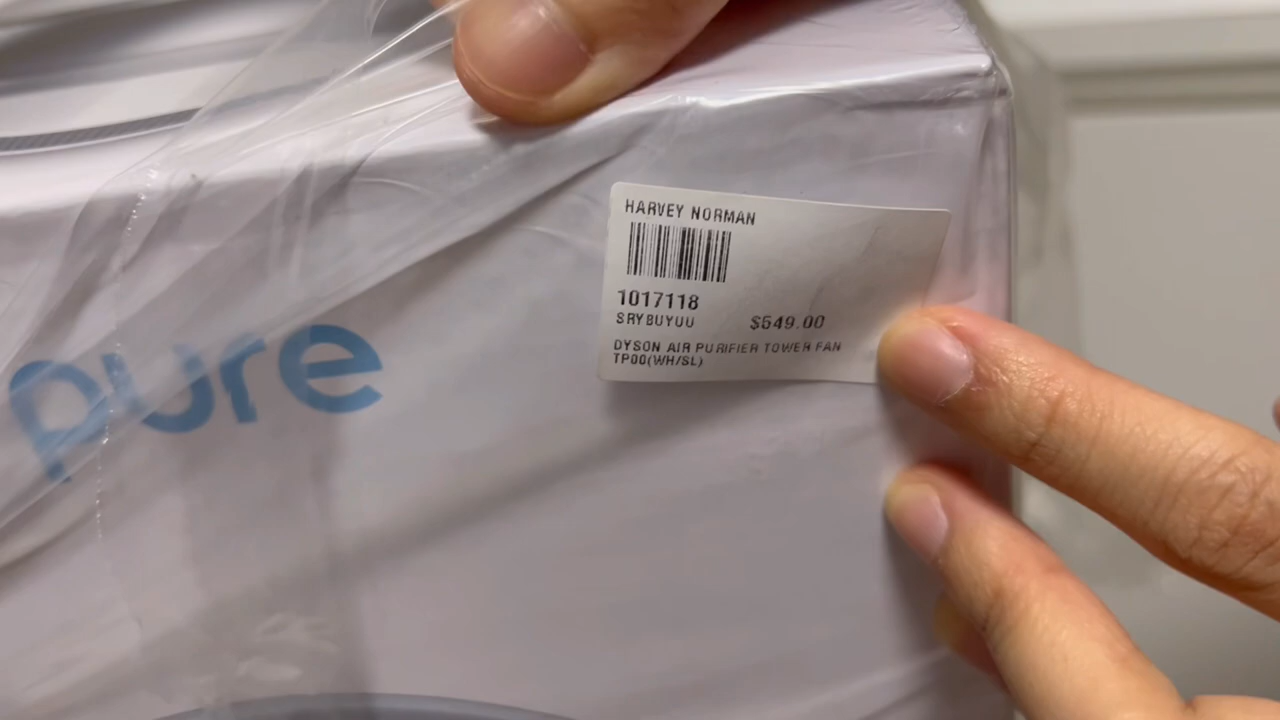 HARVEY NORMAN
1017118
SRYBUYUU $549.00
DYSON AIR PURIFIER TOWER FAN
TP00(WH/SL)
pure